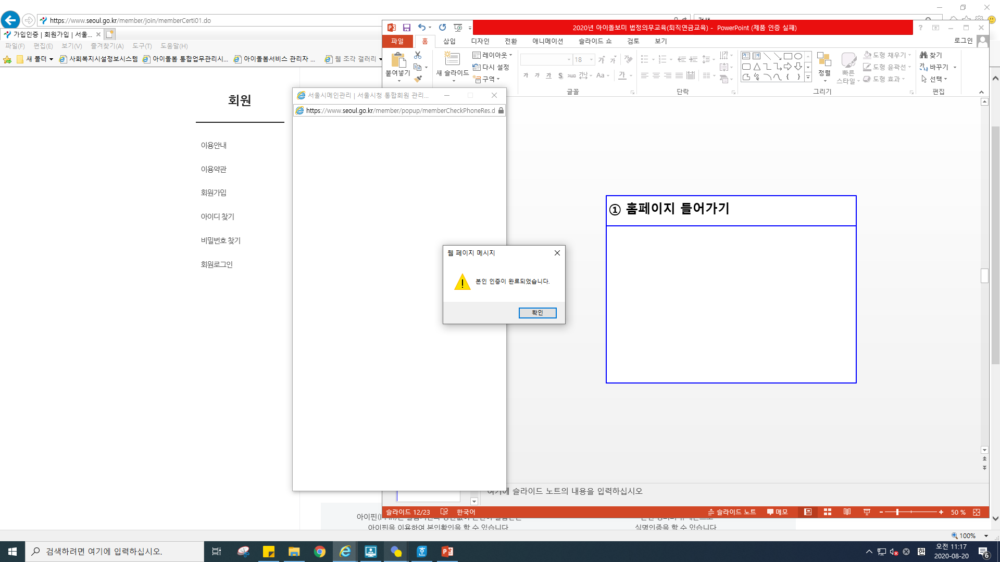 https://www.seoul.go.kr/member/join/memberCerti01.do
가입인증 | 회원가입 | 서울...
파일(F) 편집(E) 보기(V) 즐겨찾기(A) 도구(T) 도움말(H)
새 폴더 사회복지시설정보시스템 아이돌봄 통합업무관리시... 아이돌봄서비스 관리자 ... 웹 조각 갤러리
회원
이용안내
이용약관
회원가입
아이디 찾기
비밀번호 찾기
회원로그인
서울시메인관리 | 서울시청 통합회원 관리...
https://www.seoul.go.kr/member/popup/memberCheckPhoneRes.d
웹 페이지 메시지
본인 인증이 완료되었습니다.
확인
2020년 아이돌보미 법정의무교육(퇴직연금교육) - PowerPoint (제품 인증 실패)
파일 홈 삽입 디자인 전환 애니메이션 슬라이드 쇼 검토 보기 로그인
붙여넣기
새 슬라이드
레이아웃
다시 설정
구역
18
글꼴
단락
정렬
빠른 스타일
도형 채우기
도형 윤곽선
도형 효과
그리기
찾기
바꾸기
선택
편집
① 홈페이지 들어가기
여기에 슬라이드 노트의 내용을 입력하십시오
슬라이드 12/23 한국어 슬라이드 노트 메모 50 %
아이핀을 이용하여 본인확인을 할 수 있습니다
실명인증을 할 수 있습니다
100%
검색하려면 여기에 입력하십시오.
한
오전 11:17
2020-08-20
6